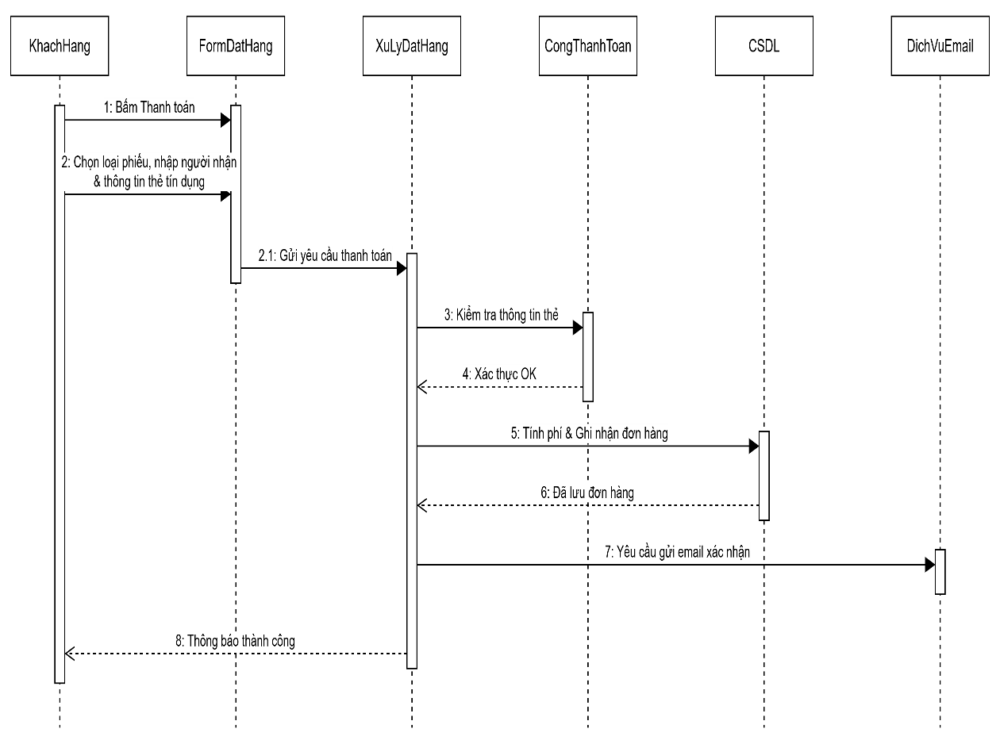 KhachHang
FormDatHang
XuLyDatHang
CongThanhToan
CSDL
DichVuEmail
1: Bấm Thanh toán
2: Chọn loại phiếu, nhập người nhận
& thông tin thẻ tín dụng
2.1: Gửi yêu cầu thanh toán
3: Kiểm tra thông tin thẻ
4: Xác thực OK
5: Tính phí & Ghi nhận đơn hàng
6: Đã lưu đơn hàng
7: Yêu cầu gửi email xác nhận
8: Thông báo thành công